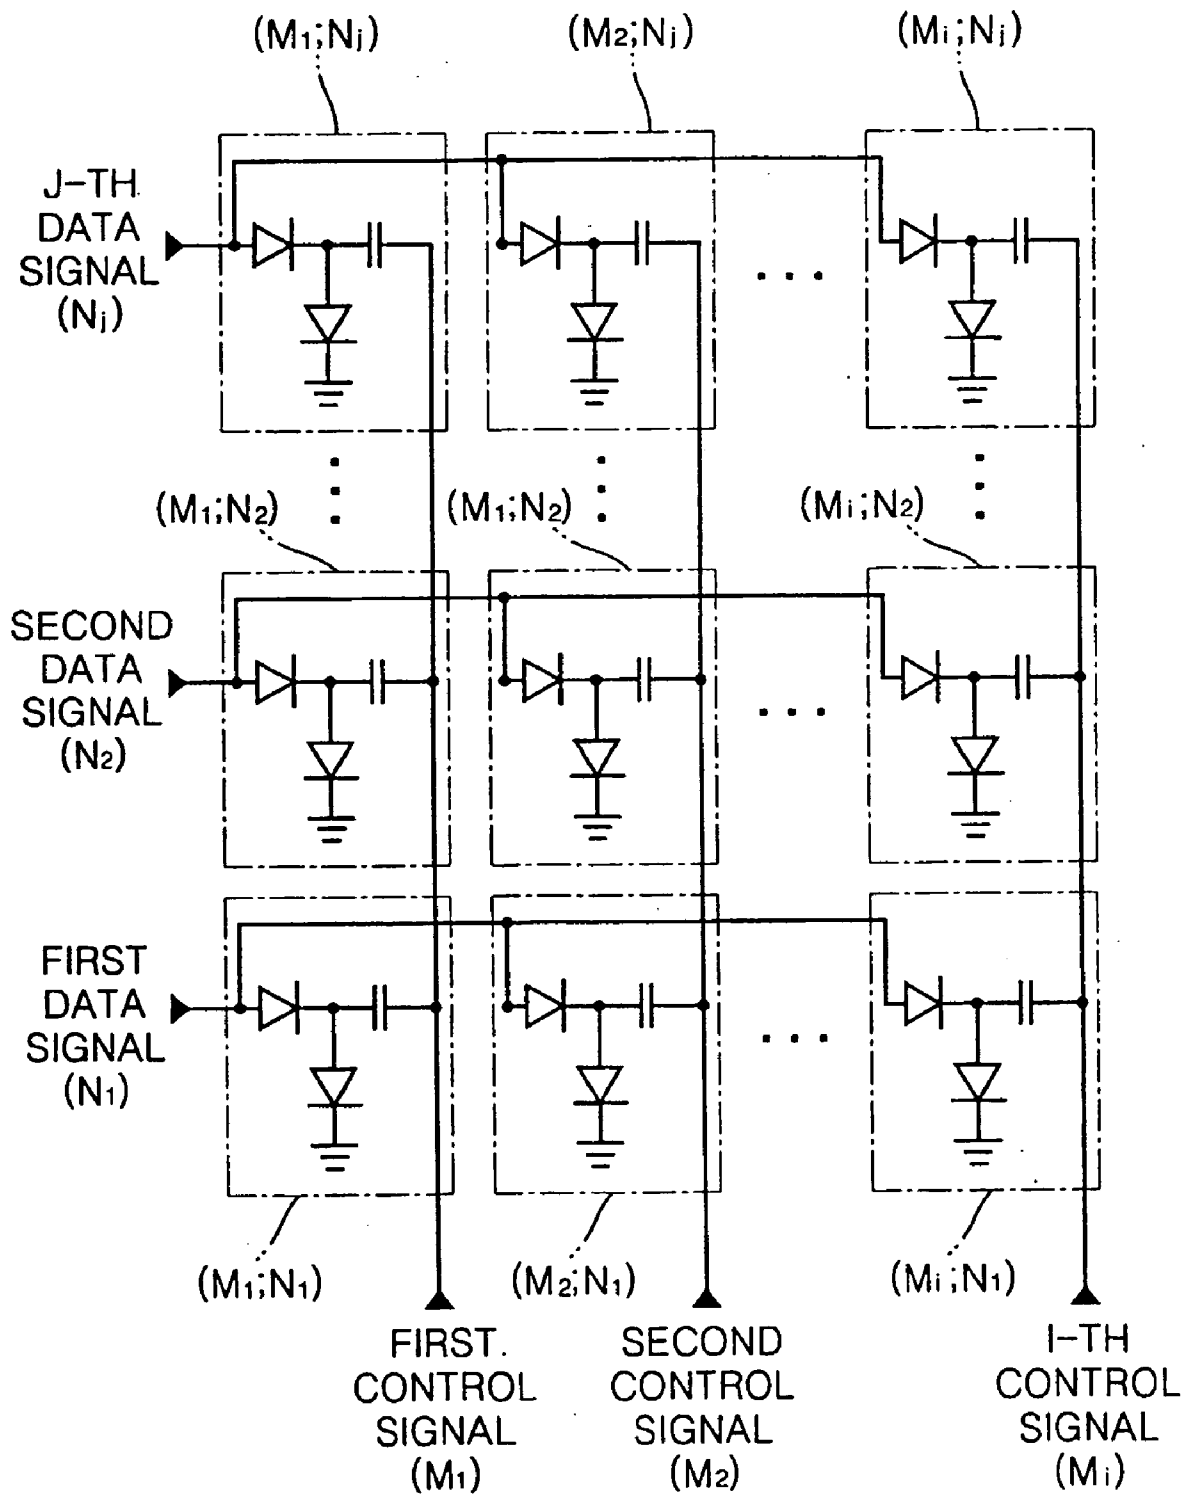 (M1;Nj) (M2;Nj) (Mi;Nj)
J-TH
DATA
SIGNAL
(Nj)
(M1;N2) (M1;N2) (Mi;N2)
SECOND
DATA
SIGNAL
(N2)
FIRST
DATA
SIGNAL
(N1)
(M1;N1) (M2;N1) (Mi;N1)
FIRST.
CONTROL
SIGNAL
(M1)
SECOND
CONTROL
SIGNAL
(M2)
I-TH
CONTROL
SIGNAL
(Mi)